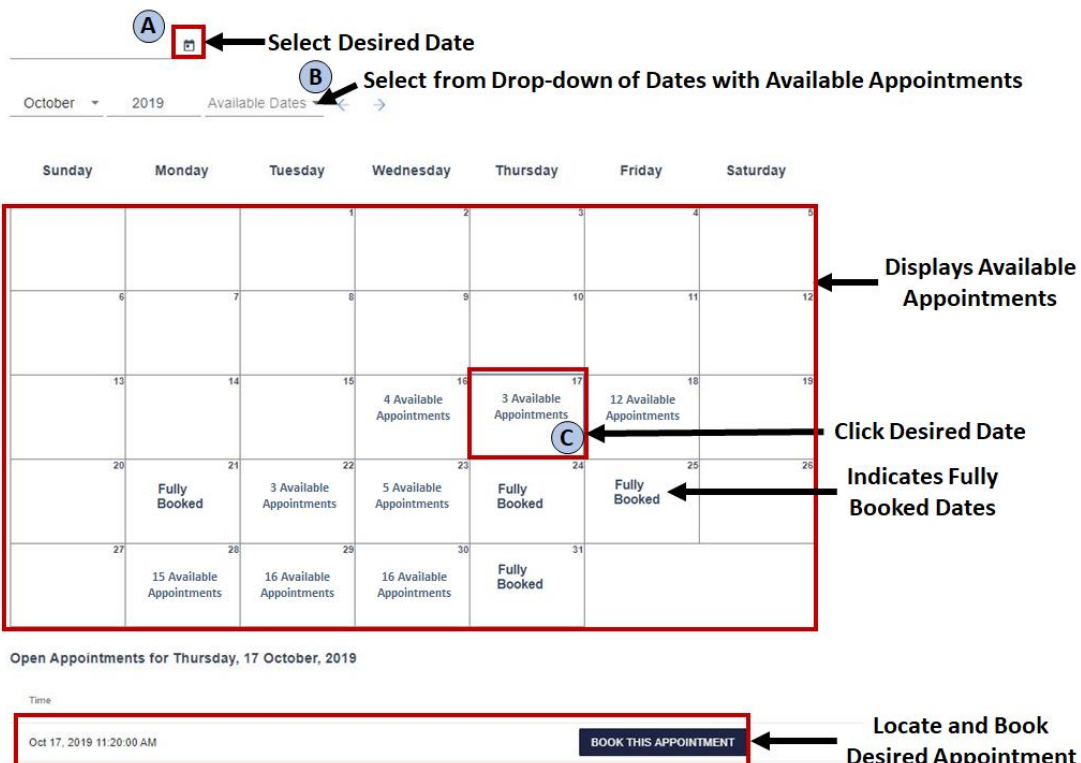 A
Select Desired Date
B
Select from Drop-down of Dates with Available Appointments
October 2019 Available Dates
Sunday Monday Tuesday Wednesday Thursday Friday Saturday
1 2 3 4 5
Displays Available
Appointments
6 7 8 9 10 11 12
13 14 15 16 17 18 19
4 Available 3 Available 12 Available
Appointments Appointments Appointments
C
Click Desired Date
20 21 22 23 24 25 26
Fully 3 Available 5 Available Fully Fully
Booked Appointments Appointments Booked Booked
Indicates Fully
Booked Dates
27 28 29 30 31
15 Available 16 Available 16 Available Fully
Appointments Appointments Appointments Booked
Open Appointments for Thursday, 17 October, 2019
Time
Oct 17, 2019 11:20:00 AM BOOK THIS APPOINTMENT
Locate and Book
Desired Appointment